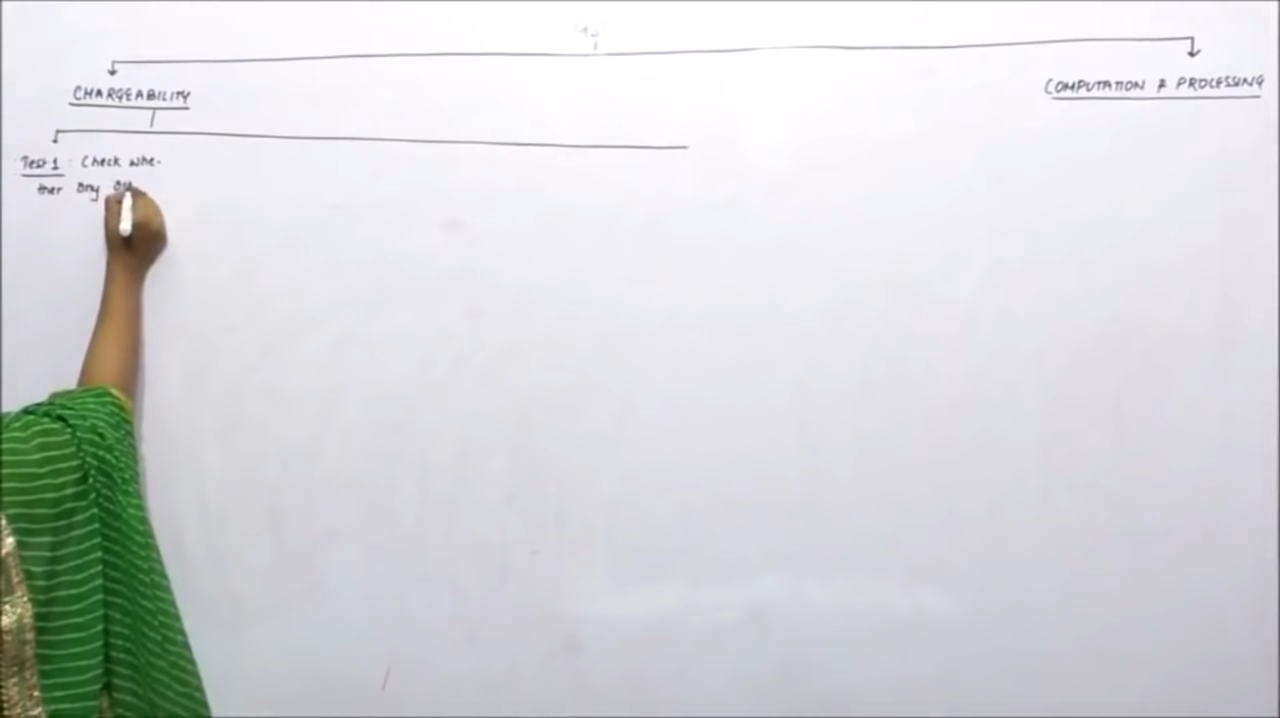 CHARGEABILITY
COMPUTATION & PROCESSING
Test 1 : Check whe-
ther any